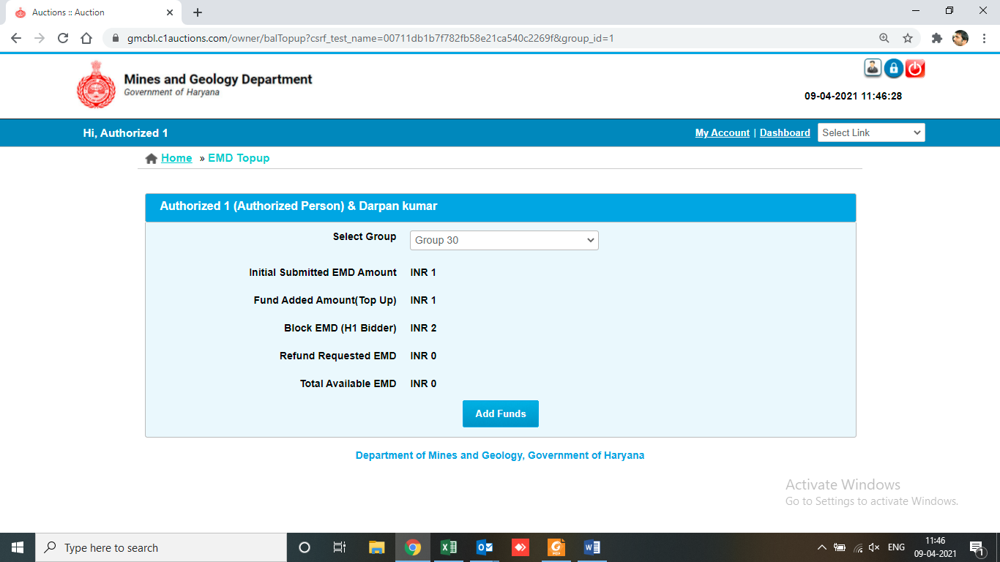 Auctions :: Auction
gmcbl.c1auctions.com/owner/balTopup?csrf_test_name=00711db1b7f782fb58e21ca540c2269f&group_id=1
Mines and Geology Department
Government of Haryana
09-04-2021 11:46:28
Hi, Authorized 1
My Account | Dashboard
Select Link
Home » EMD Topup
Authorized 1 (Authorized Person) & Darpan kumar
Select Group Group 30
Initial Submitted EMD Amount INR 1
Fund Added Amount(Top Up) INR 1
Block EMD (H1 Bidder) INR 2
Refund Requested EMD INR 0
Total Available EMD INR 0
Add Funds
Department of Mines and Geology, Government of Haryana
Activate Windows
Go to Settings to activate Windows.
Type here to search
ENG
11:46
09-04-2021
1